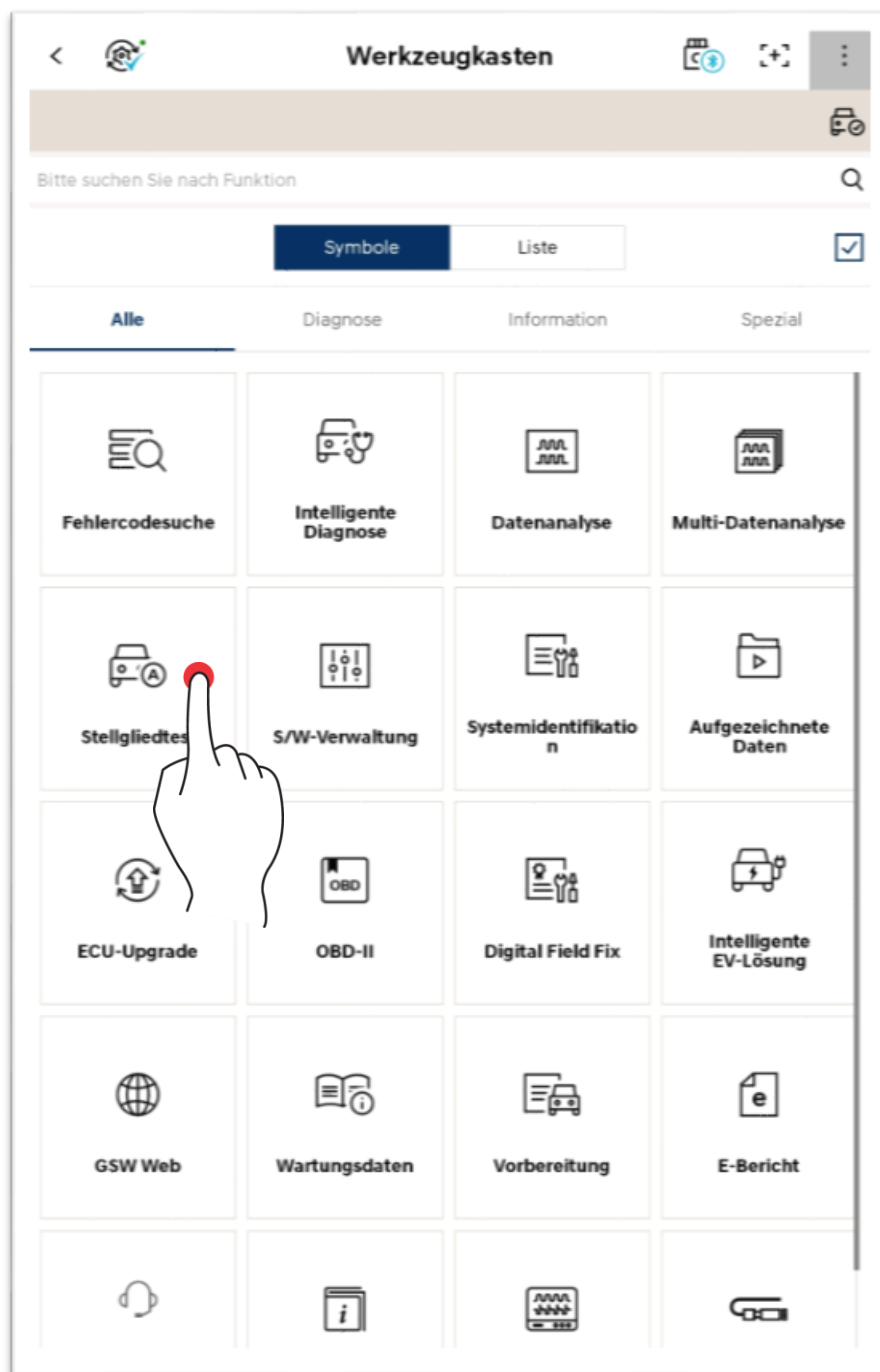 Werkzeugkasten
Bitte suchen Sie nach Funktion
Symbole Liste
Alle Diagnose Information Spezial
Fehlercodesuche
Intelligente
Diagnose
Datenanalyse
Multi-Datenanalyse
Stellgliedtes
S/W-Verwaltung
Systemidentifikatio
n
Aufgezeichnete
Daten
ECU-Upgrade
OBD
OBD-II
Digital Field Fix
Intelligente
EV-Lösung
GSW Web
Wartungsdaten
Vorbereitung
e
E-Bericht
i